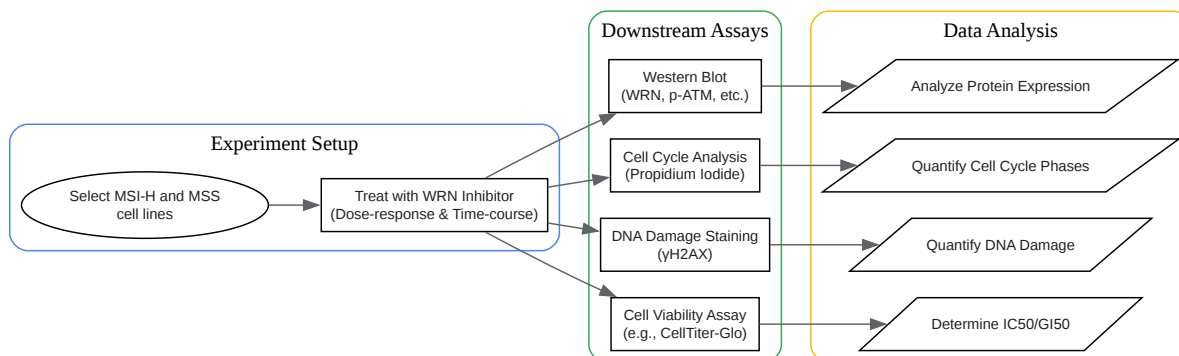 Experiment Setup
Select MSI-H and MSS
cell lines
Treat with WRN Inhibitor
(Dose-response & Time-course)
Downstream Assays
Western Blot
(WRN, p-ATM, etc.)
Cell Cycle Analysis
(Propidium Iodide)
DNA Damage Staining
(γH2AX)
Cell Viability Assay
(e.g., CellTiter-Glo)
Data Analysis
Analyze Protein Expression
Quantify Cell Cycle Phases
Quantify DNA Damage
Determine IC50/GI50